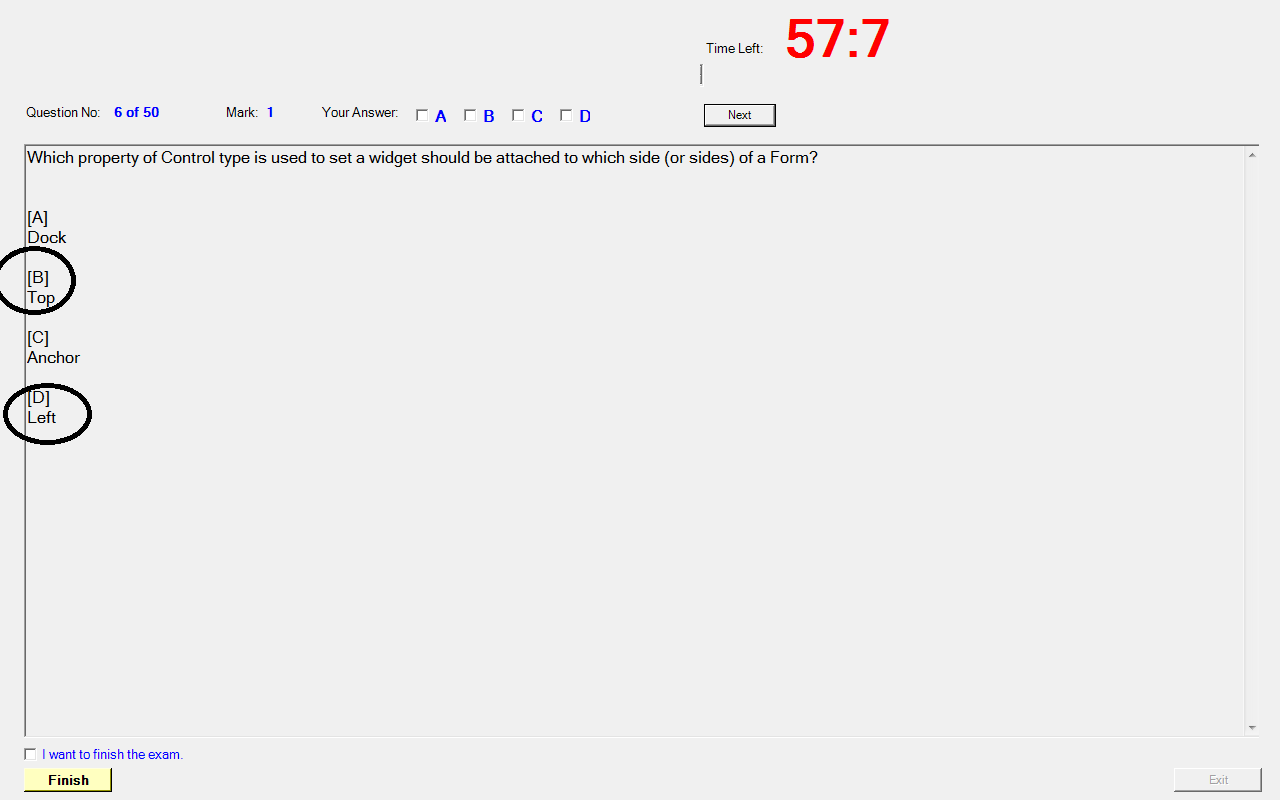 Time Left: 57:7
Question No: 6 of 50 Mark: 1 Your Answer: A B C D Next
Which property of Control type is used to set a widget should be attached to which side (or sides) of a Form?
[A]
Dock
[B]
Top
[C]
Anchor
[D]
Left
I want to finish the exam.
Finish Exit